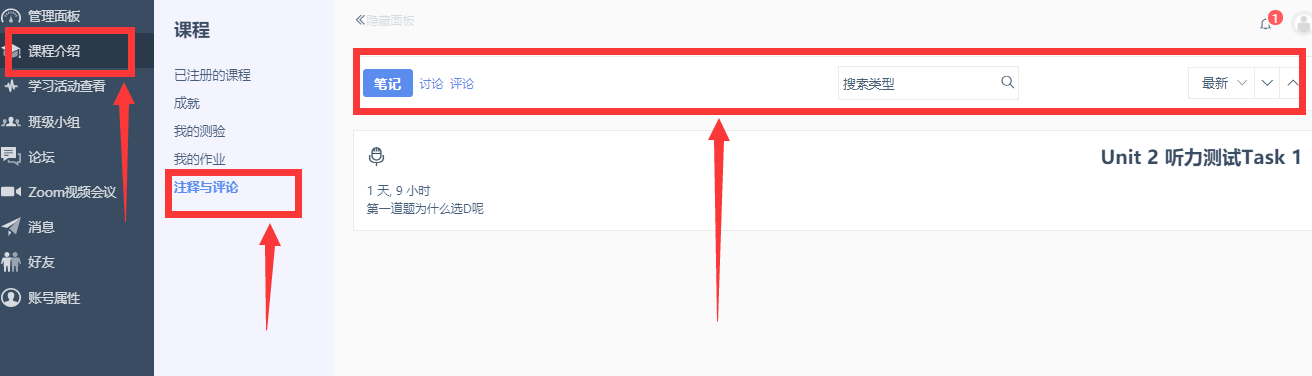 管理面板
课程介绍
学习活动查看
班级小组
论坛
Zoom视频会议
消息
好友
账号属性
课程
已注册的课程
成就
我的测验
我的作业
注释与评论
隐藏面板
1
笔记 讨论 评论 搜索类型 最新
Unit 2 听力测试Task 1
1 天, 9 小时
第一道题为什么选D呢